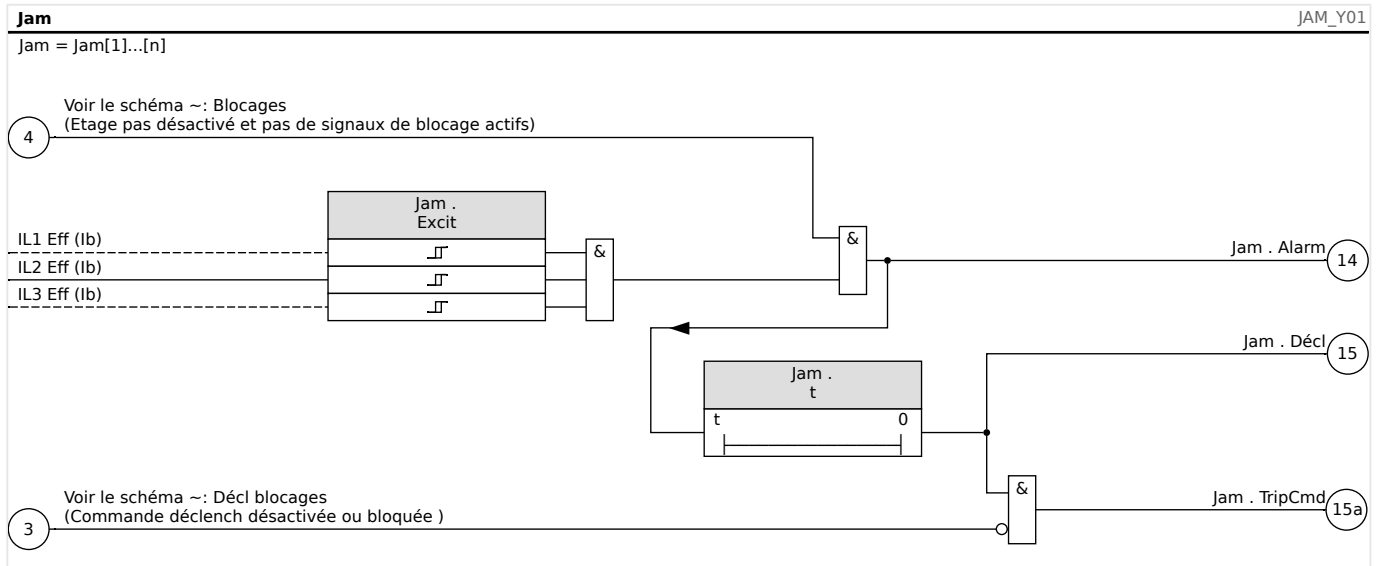 Jam
JAM_Y01
Jam = Jam[1]...[n]
Voir le schéma ~: Blocages
(Etage pas désactivé et pas de signaux de blocage actifs)
4
Jam .
Excit
IL1 Eff (Ib)
IL2 Eff (Ib)
IL3 Eff (Ib)
&
&
Jam . Alarm
14
Jam . Décl
15
Jam .
t
t 0
Voir le schéma ~: Décl blocages
(Commande déclench désactivée ou bloquée )
3
&
Jam . TripCmd
15a